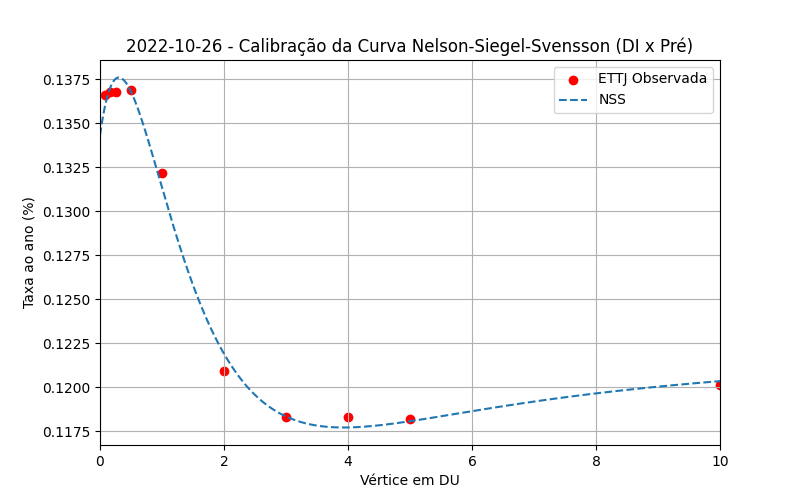 2022-10-26 - Calibração da Curva Nelson-Siegel-Svensson (DI x Pré)
ETTJ Observada
NSS
Taxa ao ano (%)
0.1375
0.1350
0.1325
0.1300
0.1275
0.1250
0.1225
0.1200
0.1175
0 2 4 6 8 10
Vértice em DU